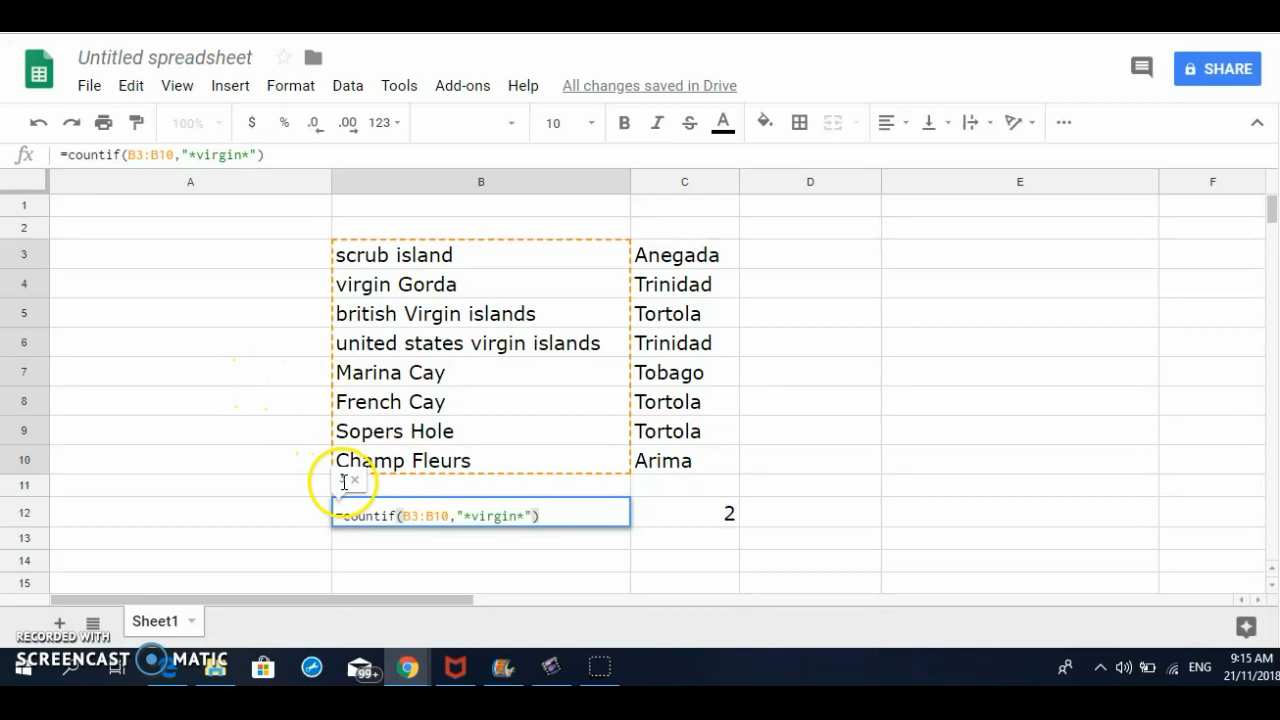 Untitled spreadsheet
File Edit View Insert Format Data Tools Add-ons Help All changes saved in Drive
SHARE
100% $ % .0 .00 123 10 B I S A
fx =countif(B3:B10,"*virgin*")
A B C D E F
1
2
3 scrub island Anegada
4 virgin Gorda Trinidad
5 british Virgin islands Tortola
6 united states virgin islands Trinidad
7 Marina Cay Tobago
8 French Cay Tortola
9 Sopers Hole Tortola
10 Champ Fleurs Arima
11
12 =countif(B3:B10,"*virgin*") 2
13
14
15
Sheet1
RECORDED WITH
SCREENCAST MATIC
99+
ENG
9:15 AM
21/11/2018